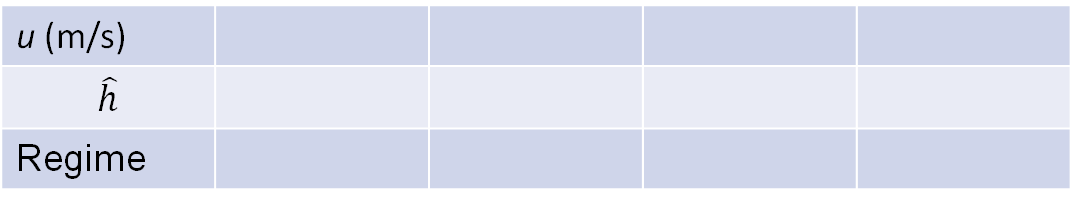 u (m/s)
ĥ
Regime